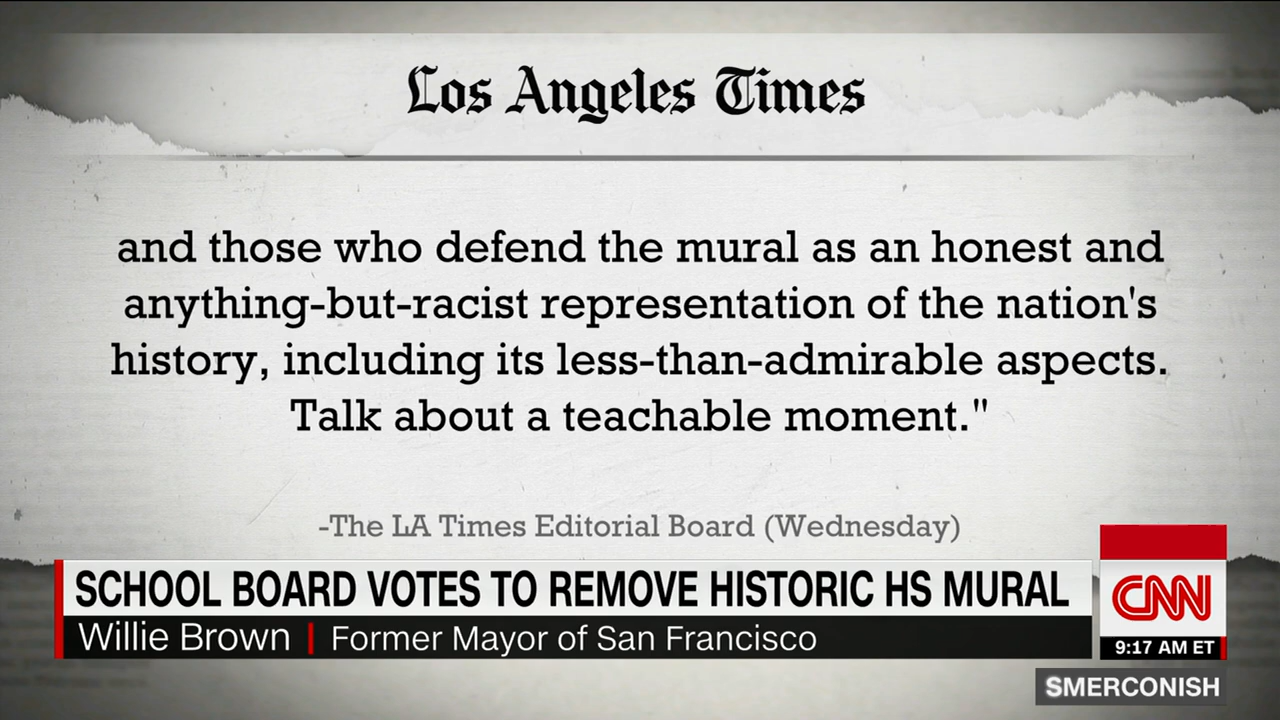 Los Angeles Times
and those who defend the mural as an honest and
anything-but-racist representation of the nation's
history, including its less-than-admirable aspects.
Talk about a teachable moment."
-The LA Times Editorial Board (Wednesday)
SCHOOL BOARD VOTES TO REMOVE HISTORIC HS MURAL
Willie Brown | Former Mayor of San Francisco
CNN
9:17 AM ET
SMERCONISH